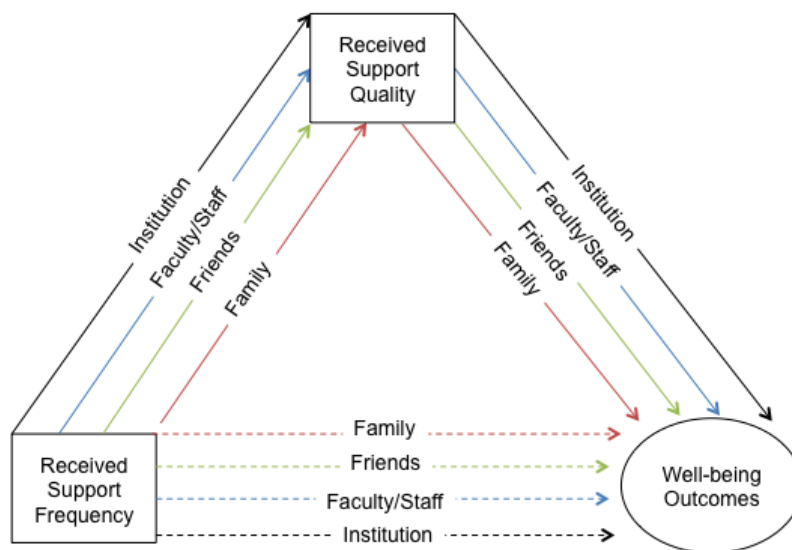 Received
Support
Quality
Institution
Faculty/Staff
Friends
Family
Family
Friends
Faculty/Staff
Institution
Received
Support
Frequency
Family
Friends
Faculty/Staff
Institution
Well-being
Outcomes